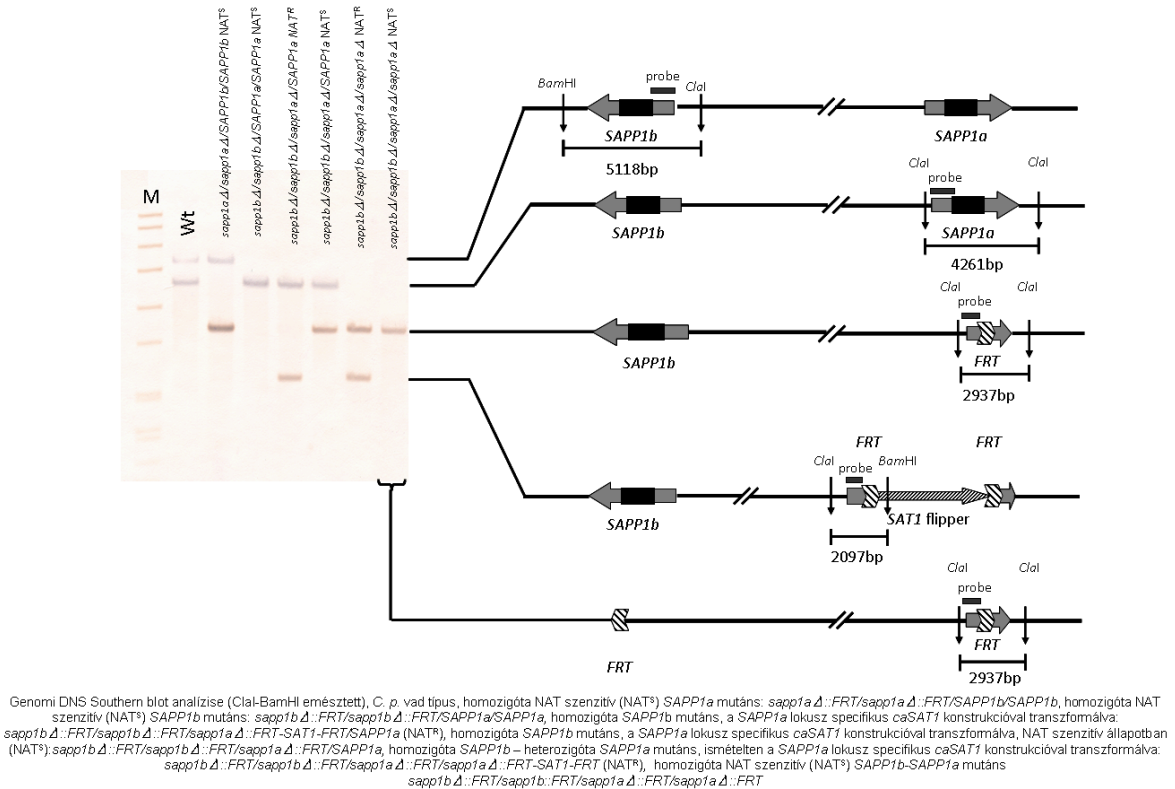 M
Wt
sapp1aΔ/sapp1aΔ/SAPP1b/SAPP1b NATˢ
sapp1bΔ/sapp1bΔ/SAPP1a/SAPP1a NATˢ
sapp1bΔ/sapp1bΔ/sapp1aΔ/SAPP1a NATᴿ
sapp1bΔ/sapp1bΔ/sapp1aΔ/SAPP1a NATˢ
sapp1bΔ/sapp1bΔ/sapp1aΔ/sapp1aΔ NATᴿ
sapp1bΔ/sapp1bΔ/sapp1aΔ/sapp1aΔ NATˢ
BamHI probe ClaI
SAPP1b SAPP1a
5118bp
ClaI ClaI
probe
SAPP1b SAPP1a
4261bp
ClaI ClaI
probe
SAPP1b FRT
2937bp
FRT FRT
ClaI BamHI
probe
SAPP1b SAT1 flipper
2097bp
ClaI ClaI
probe
FRT FRT
2937bp
Genomi DNS Southern blot analízise (ClaI-BamHI emésztett), C. p. vad típus, homozigóta NAT szenzitív (NATˢ) SAPP1a mutáns: sapp1aΔ::FRT/sapp1aΔ::FRT/SAPP1b/SAPP1b, homozigóta NAT
szenzitív (NATˢ) SAPP1b mutáns: sapp1bΔ::FRT/sapp1bΔ::FRT/SAPP1a/SAPP1a, homozigóta SAPP1b mutáns, a SAPP1a lokusz specifikus caSAT1 konstrukcióval transzformálva:
sapp1bΔ::FRT/sapp1bΔ::FRT/sapp1aΔ::FRT-SAT1-FRT/SAPP1a (NATᴿ), homozigóta SAPP1b mutáns, a SAPP1a lokusz specifikus caSAT1 konstrukcióval transzformálva, NAT szenzitív állapotban
(NATˢ):sapp1bΔ::FRT/sapp1bΔ::FRT/sapp1aΔ::FRT/SAPP1a, homozigóta SAPP1b – heterozigóta SAPP1a mutáns, ismételten a SAPP1a lokusz specifikus caSAT1 konstrukcióval transzformálva:
sapp1bΔ::FRT/sapp1bΔ::FRT/sapp1aΔ::FRT/sapp1aΔ::FRT-SAT1-FRT (NATᴿ), homozigóta NAT szenzitív (NATˢ) SAPP1b-SAPP1a mutáns
sapp1bΔ::FRT/sapp1b::FRT/sapp1aΔ::FRT/sapp1aΔ::FRT